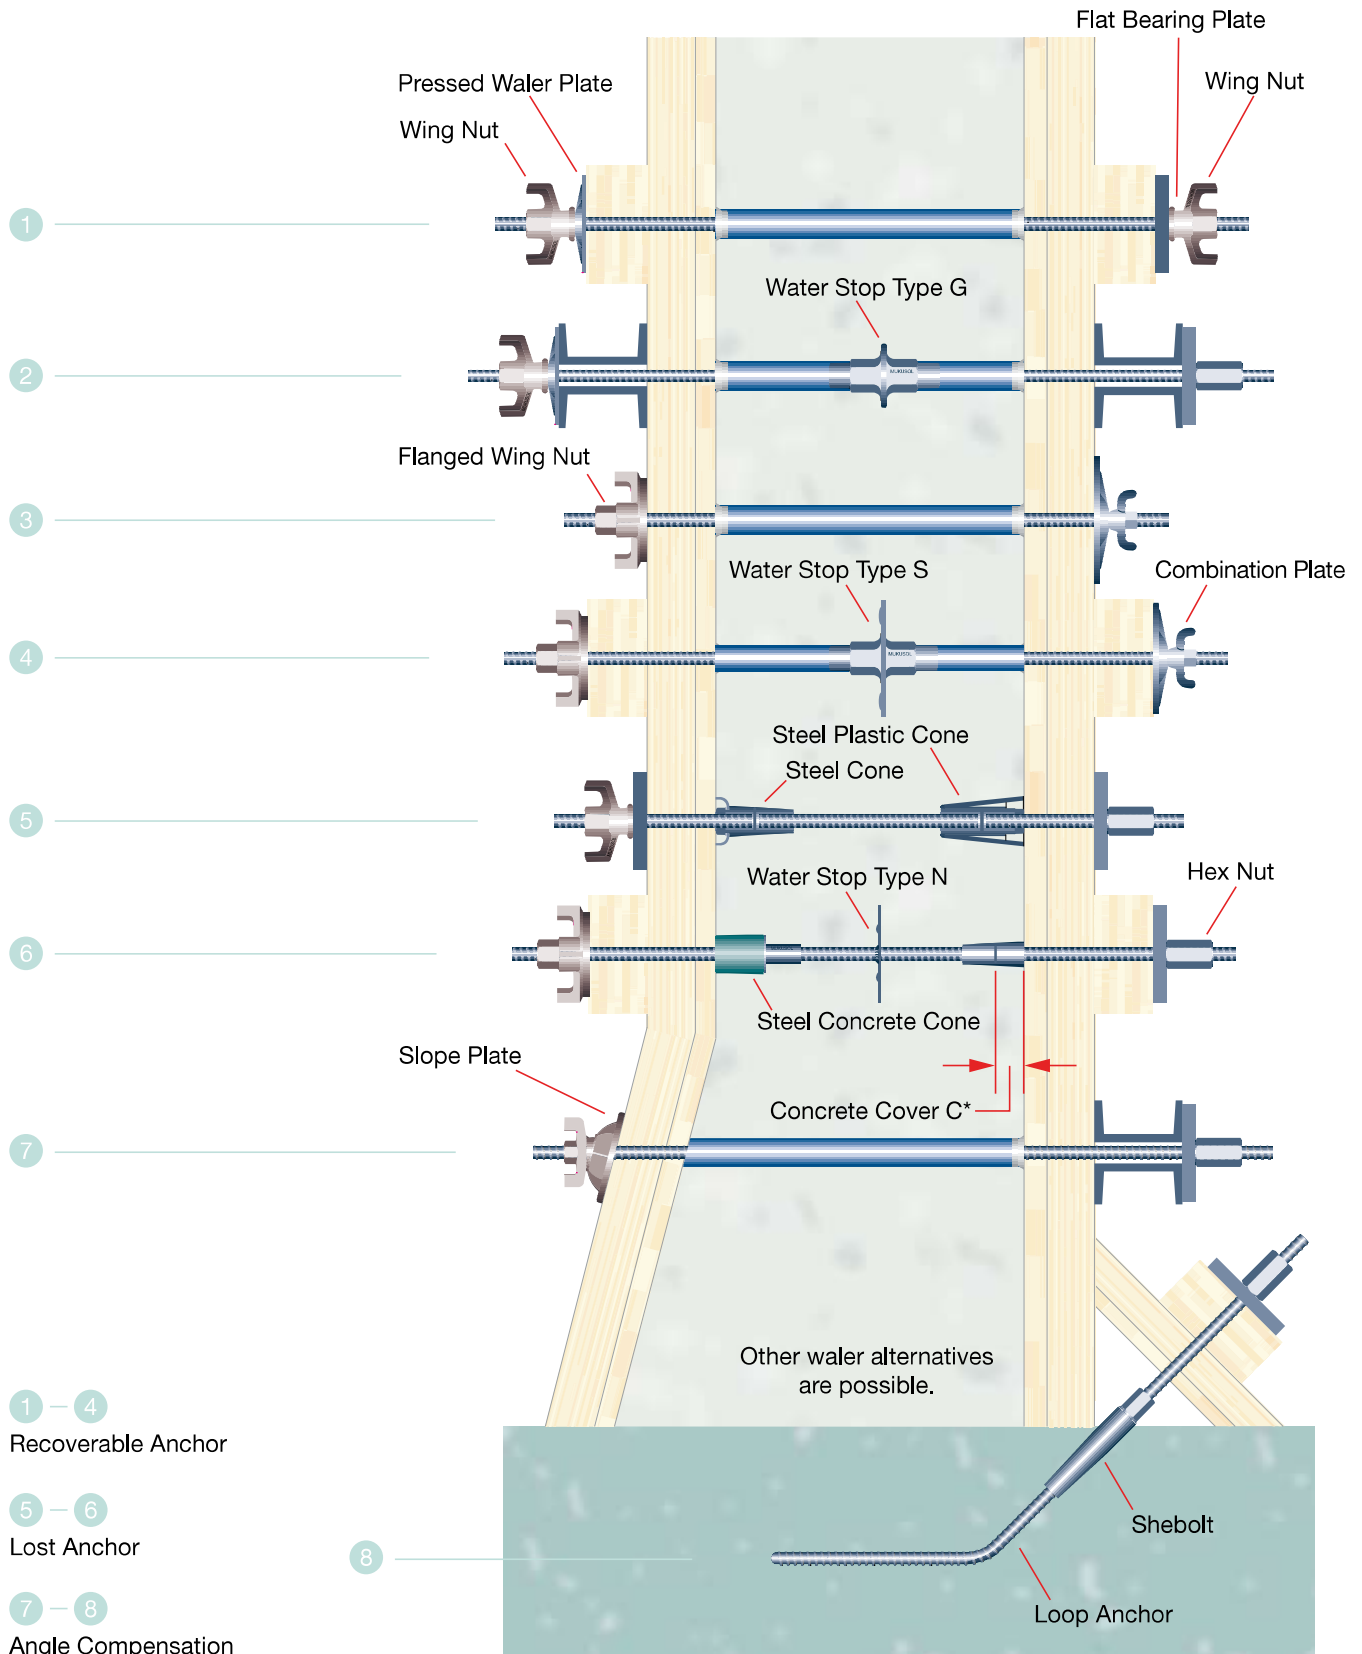 Flat Bearing Plate
Pressed Waler Plate
Wing Nut
Wing Nut
1
Water Stop Type G
2
NUKUSOL
Flanged Wing Nut
3
Water Stop Type S
Combination Plate
4
NUKUSOL
Steel Plastic Cone
Steel Cone
5
Water Stop Type N
Hex Nut
6
Steel Concrete Cone
Slope Plate
Concrete Cover C*
7
Other waler alternatives
are possible.
1 – 4
Recoverable Anchor
5 – 6
Lost Anchor
8
Shebolt
Loop Anchor
7 – 8
Angle Compensation